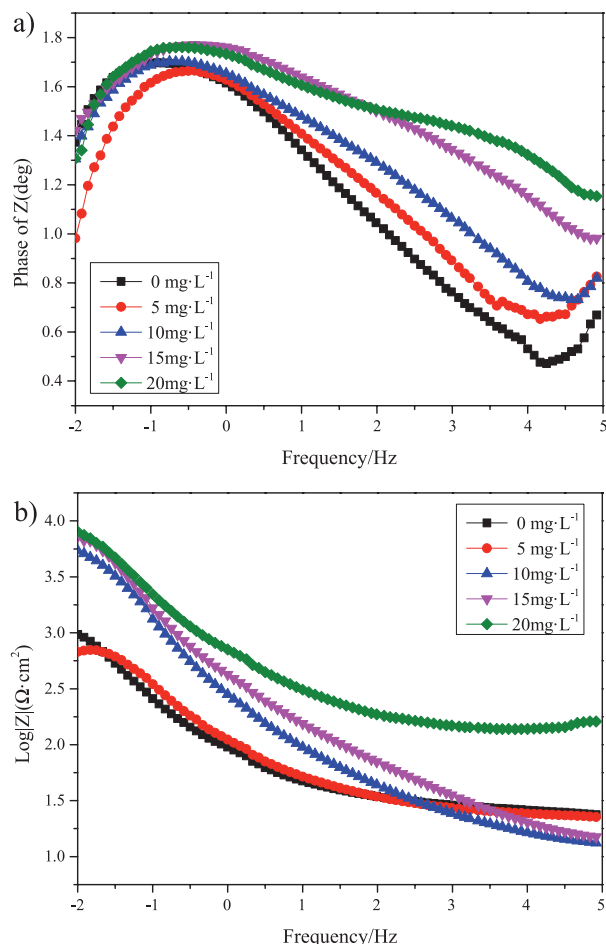 a)
1.8
1.6
1.4
1.2
1.0
0.8
0.6
0.4
Phase of Z(deg)
0 mg·L⁻¹
5 mg·L⁻¹
10mg·L⁻¹
15mg·L⁻¹
20mg·L⁻¹
-2 -1 0 1 2 3 4 5
Frequency/Hz
b)
4.0
3.5
3.0
2.5
2.0
1.5
1.0
Log|Z|(Ω·cm²)
0 mg·L⁻¹
5 mg·L⁻¹
10mg·L⁻¹
15mg·L⁻¹
20mg·L⁻¹
-2 -1 0 1 2 3 4 5
Frequency/Hz